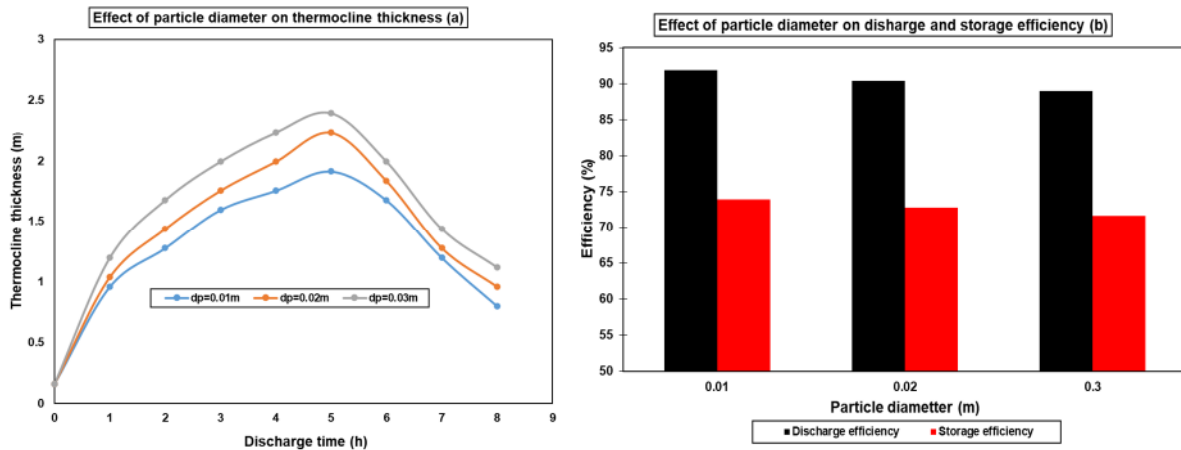 Effect of particle diameter on thermocline thickness (a)
Thermocline thickness (m)
3
2.5
2
1.5
1
0.5
0
0 1 2 3 4 5 6 7 8 9
dp=0.01m dp=0.02m dp=0.03m
Discharge time (h)
Effect of particle diameter on disharge and storage efficiency (b)
Efficiency (%)
95
90
85
80
75
70
65
60
55
50
0.01 0.02 0.3
Particle diametter (m)
Discharge efficiency Storage efficiency